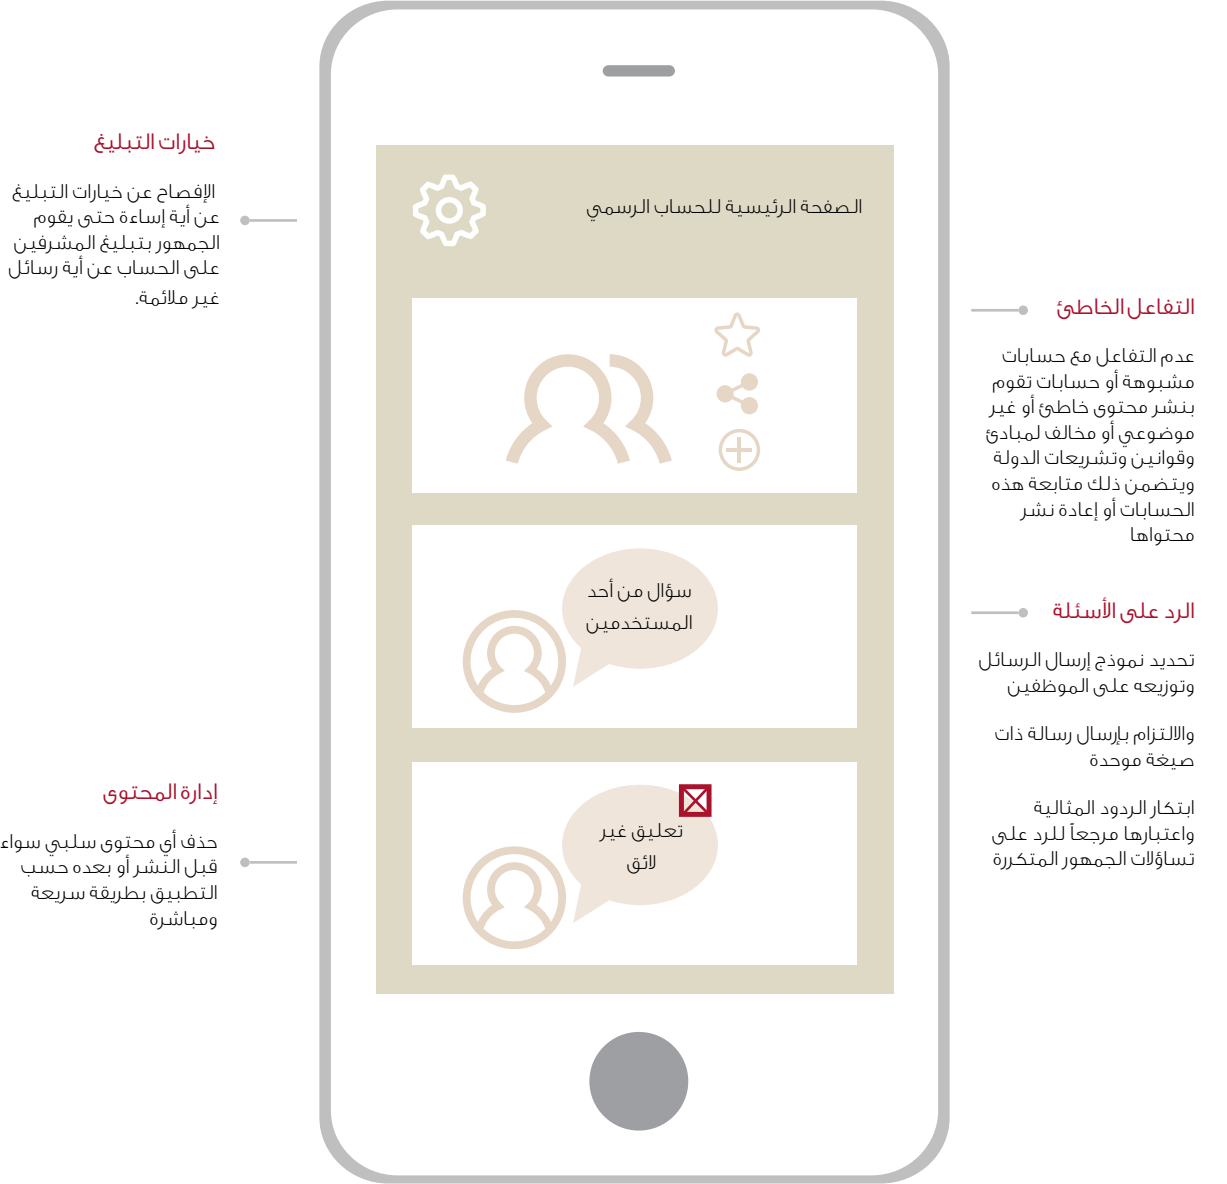 خيارات التبليغ
الإفصاح عن خيارات التبليغ
عن أية إساءة حتى يقوم
الجمهور بتبليغ المشرفين
على الحساب عن أية رسائل
غير ملائمة.
الصفحة الرئيسية للحساب الرسمي
التفاعل الخاطئ
عدم التفاعل مع حسابات
مشبوهة أو حسابات تقوم
بنشر محتوى خاطئ أو غير
موضوعي أو مخالف لمبادئ
وقوانين وتشريعات الدولة
ويتضمن ذلك متابعة هذه
الحسابات أو إعادة نشر
محتواها
سؤال من أحد
المستخدمين
الرد على الأسئلة
تحديد نموذج إرسال الرسائل
وتوزيعه على الموظفين
والالتزام بإرسال رسالة ذات
صيغة موحدة
ابتكار الردود المثالية
واعتبارها مرجعاً للرد على
تساؤلات الجمهور المتكررة
إدارة المحتوى
حذف أي محتوى سلبي سواء
قبل النشر أو بعده حسب
التطبيق بطريقة سريعة
ومباشرة
تعليق غير
لائق